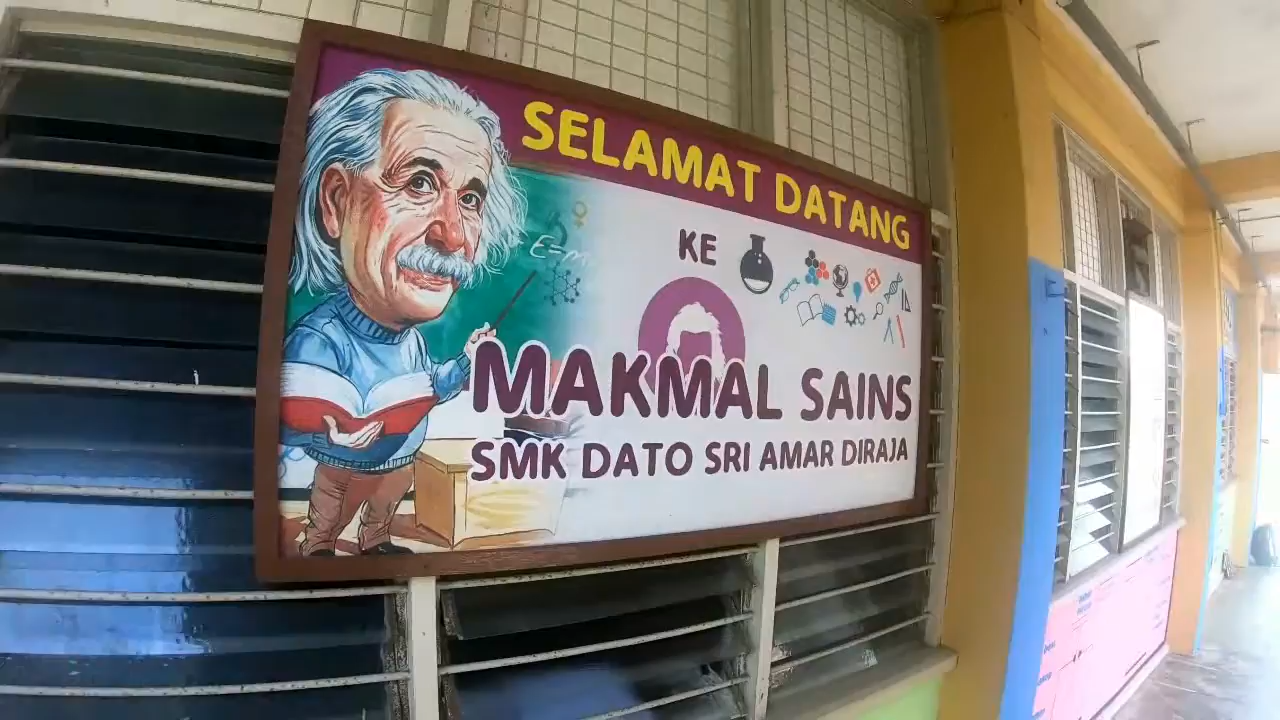 SELAMAT DATANG
KE
E=m
MAKMAL SAINS
SMK DATO SRI AMAR DIRAJA